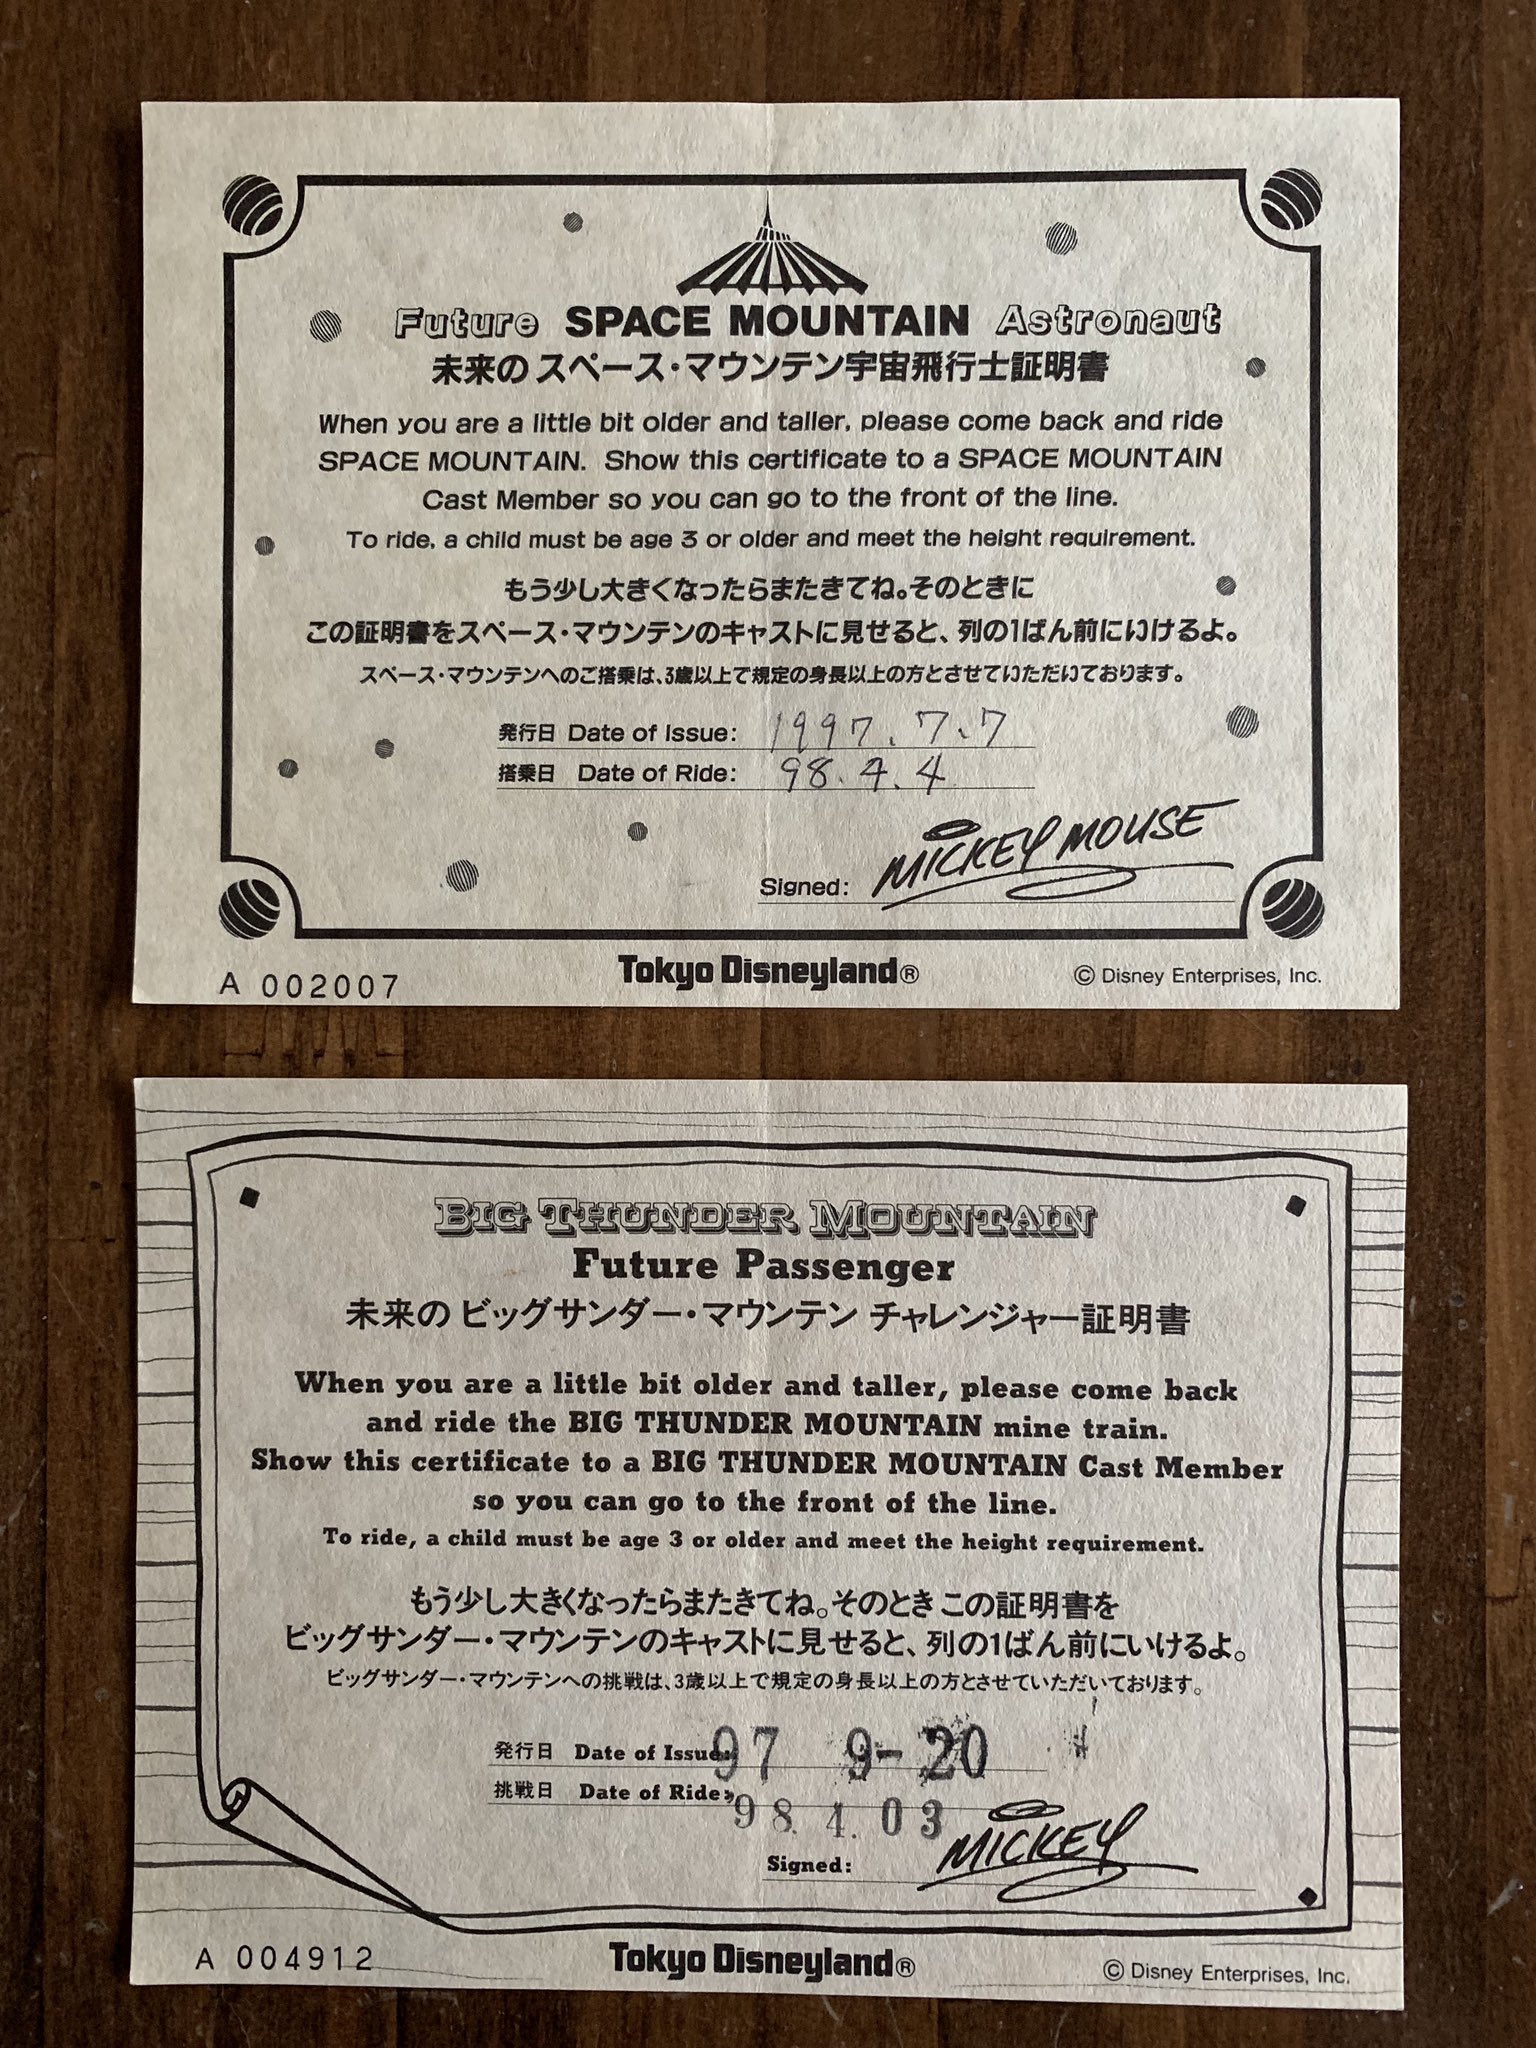 Future SPACE MOUNTAIN Astronaut
未来の スペース・マウンテン宇宙飛行士証明書
When you are a little bit older and taller, please come back and ride
SPACE MOUNTAIN. Show this certificate to a SPACE MOUNTAIN
Cast Member so you can go to the front of the line.
To ride, a child must be age 3 or older and meet the height requirement.
もう少し大きくなったらまたきてね。そのときに
この証明書をスペース・マウンテンのキャストに見せると、列の1ばん前にいけるよ。
スペース・マウンテンへのご搭乗は、3歳以上で規定の身長以上の方とさせていただいております。
発行日 Date of Issue: 1997.7.7
搭乗日 Date of Ride: 98.4.4
Signed: MICKEY MOUSE
A 002007 Tokyo Disneyland® © Disney Enterprises, Inc.
BIG THUNDER MOUNTAIN
Future Passenger
未来の ビッグサンダー・マウンテン チャレンジャー証明書
When you are a little bit older and taller, please come back
and ride the BIG THUNDER MOUNTAIN mine train.
Show this certificate to a BIG THUNDER MOUNTAIN Cast Member
so you can go to the front of the line.
To ride, a child must be age 3 or older and meet the height requirement.
もう少し大きくなったらまたきてね。そのとき この証明書を
ビッグサンダー・マウンテンのキャストに見せると、列の1ばん前にいけるよ。
ビッグサンダー・マウンテンへの挑戦は、3歳以上で規定の身長以上の方とさせていただいております。
発行日 Date of Issue: 97 9-20
挑戦日 Date of Ride: 98.4.03
Signed: MICKEY
A 004912 Tokyo Disneyland® © Disney Enterprises, Inc.